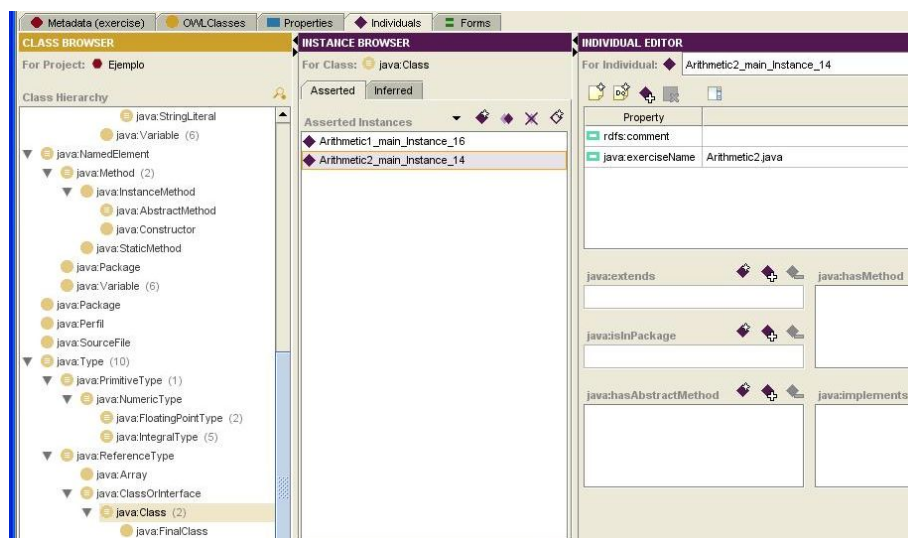 Metadata (exercise) OWLClasses Properties Individuals Forms
CLASS BROWSER
For Project: Ejemplo
Class Hierarchy
java:StringLiteral
java:Variable (6)
java:NamedElement
java:Method (2)
java:InstanceMethod
java:AbstractMethod
java:Constructor
java:StaticMethod
java:Package
java:Variable (6)
java:Package
java:Perfil
java:SourceFile
java:Type (10)
java:PrimitiveType (1)
java:NumericType
java:FloatingPointType (2)
java:IntegralType (5)
java:ReferenceType
java:Array
java:ClassOrInterface
java:Class (2)
java:FinalClass
INSTANCE BROWSER
For Class: java:Class
Asserted Inferred
Asserted Instances
Arithmetic1_main_Instance_16
Arithmetic2_main_Instance_14
INDIVIDUAL EDITOR
For Individual: Arithmetic2_main_Instance_14
Property
rdfs:comment
java:exerciseName Arithmetic2.java
java:extends java:hasMethod
java:isInPackage
java:hasAbstractMethod java:implements